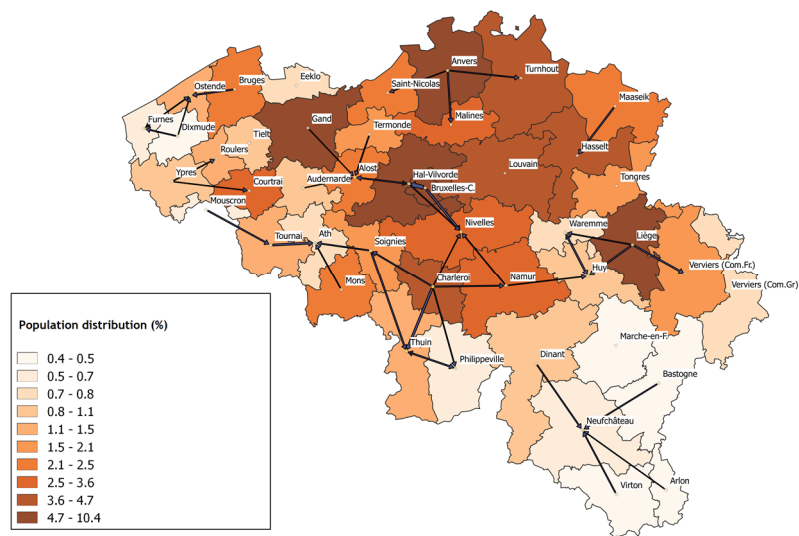 Anvers
Turnhout
Eeklo
Bruges
Ostende
Saint-Nicolas
Maaseik
Furnes
Dixmude
Gand
Malines
Tielt
Termonde
Roulers
Hasselt
Ypres
Courtrai
Audenarde
Alost
Hal-Vilvorde
Louvain
Tongres
Bruxelles-C.
Mouscron
Tournai
Ath
Soignies
Nivelles
Waremme
Liège
Verviers (Com.Fr.)
Mons
Charleroi
Namur
Huy
Verviers (Com.Gr)
Population distribution (%)
0.4 - 0.5
0.5 - 0.7
0.7 - 0.8
0.8 - 1.1
1.1 - 1.5
1.5 - 2.1
2.1 - 2.5
2.5 - 3.6
3.6 - 4.7
4.7 - 10.4
Thuin
Philippeville
Dinant
Marche-en-F.
Bastogne
Neufchâteau
Virton
Arlon